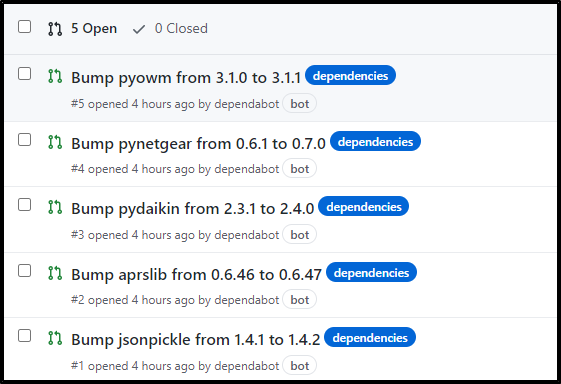 5 Open 0 Closed
Bump pyowm from 3.1.0 to 3.1.1 dependencies
#5 opened 4 hours ago by dependabot bot
Bump pynetgear from 0.6.1 to 0.7.0 dependencies
#4 opened 4 hours ago by dependabot bot
Bump pydaikin from 2.3.1 to 2.4.0 dependencies
#3 opened 4 hours ago by dependabot bot
Bump aprslib from 0.6.46 to 0.6.47 dependencies
#2 opened 4 hours ago by dependabot bot
Bump jsonpickle from 1.4.1 to 1.4.2 dependencies
#1 opened 4 hours ago by dependabot bot